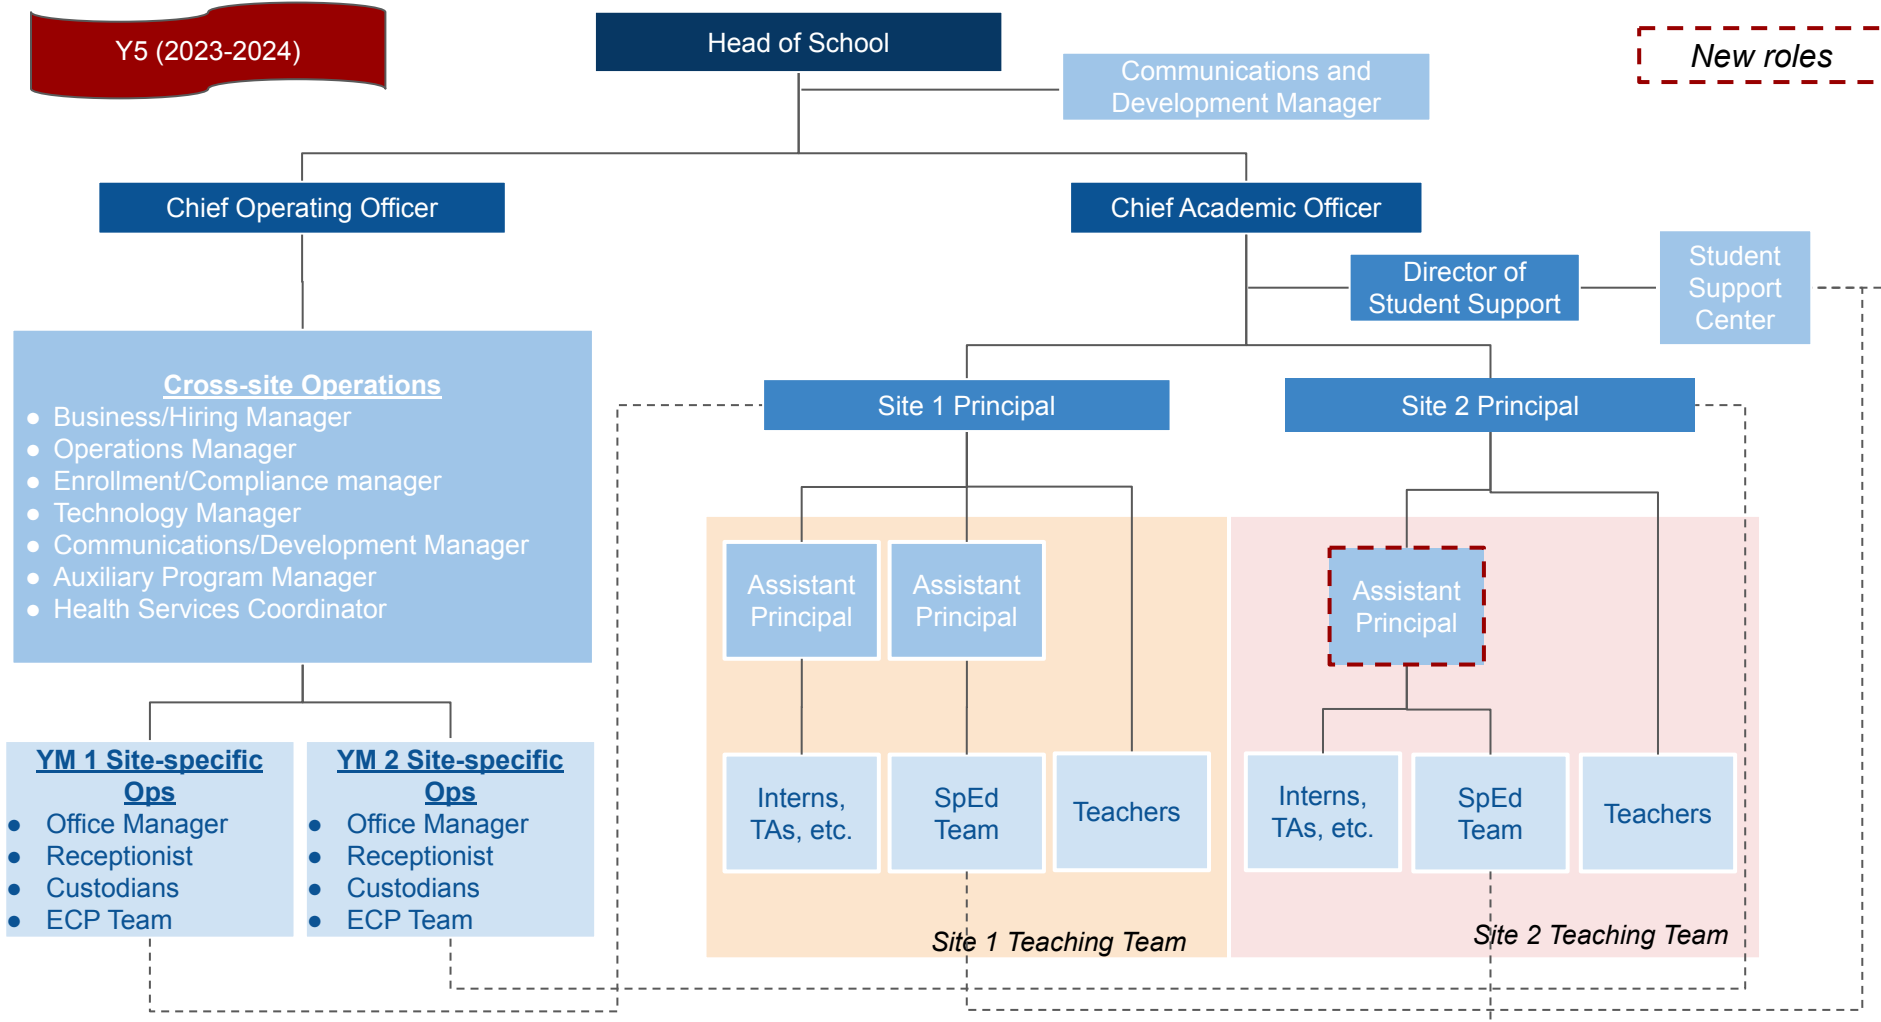 Y5 (2023-2024)
Head of School
New roles
Communications and
Development Manager
Chief Operating Officer
Chief Academic Officer
Director of
Student Support
Student
Support
Center
Cross-site Operations
● Business/Hiring Manager
● Operations Manager
● Enrollment/Compliance manager
● Technology Manager
● Communications/Development Manager
● Auxiliary Program Manager
● Health Services Coordinator
Site 1 Principal
Site 2 Principal
Assistant
Principal
Assistant
Principal
Assistant
Principal
YM 1 Site-specific
Ops
● Office Manager
● Receptionist
● Custodians
● ECP Team
YM 2 Site-specific
Ops
● Office Manager
● Receptionist
● Custodians
● ECP Team
Interns,
TAs, etc.
SpEd
Team
Teachers
Interns,
TAs, etc.
SpEd
Team
Teachers
Site 1 Teaching Team
Site 2 Teaching Team